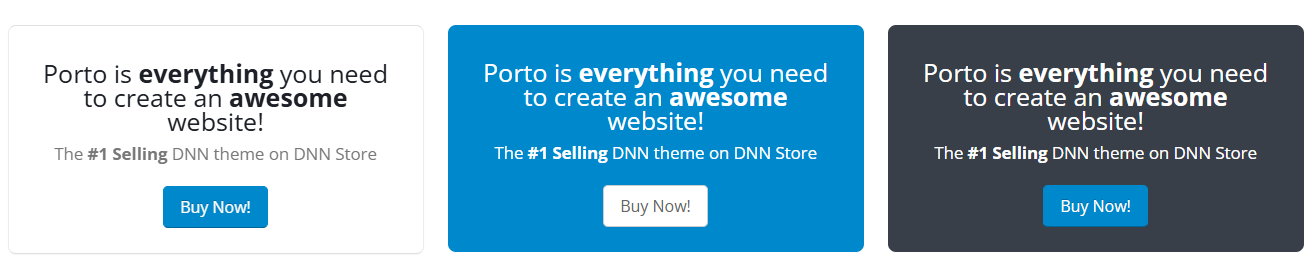 Porto is everything you need
to create an awesome
website!
The #1 Selling DNN theme on DNN Store
Buy Now!
Porto is everything you need
to create an awesome
website!
The #1 Selling DNN theme on DNN Store
Buy Now!
Porto is everything you need
to create an awesome
website!
The #1 Selling DNN theme on DNN Store
Buy Now!